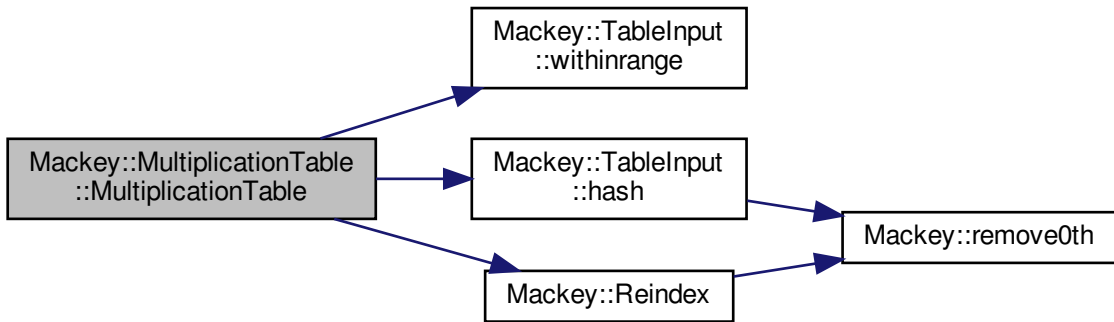 Mackey::TableInput
::withinrange
Mackey::MultiplicationTable
::MultiplicationTable
Mackey::TableInput
::hash
Mackey::remove0th
Mackey::Reindex